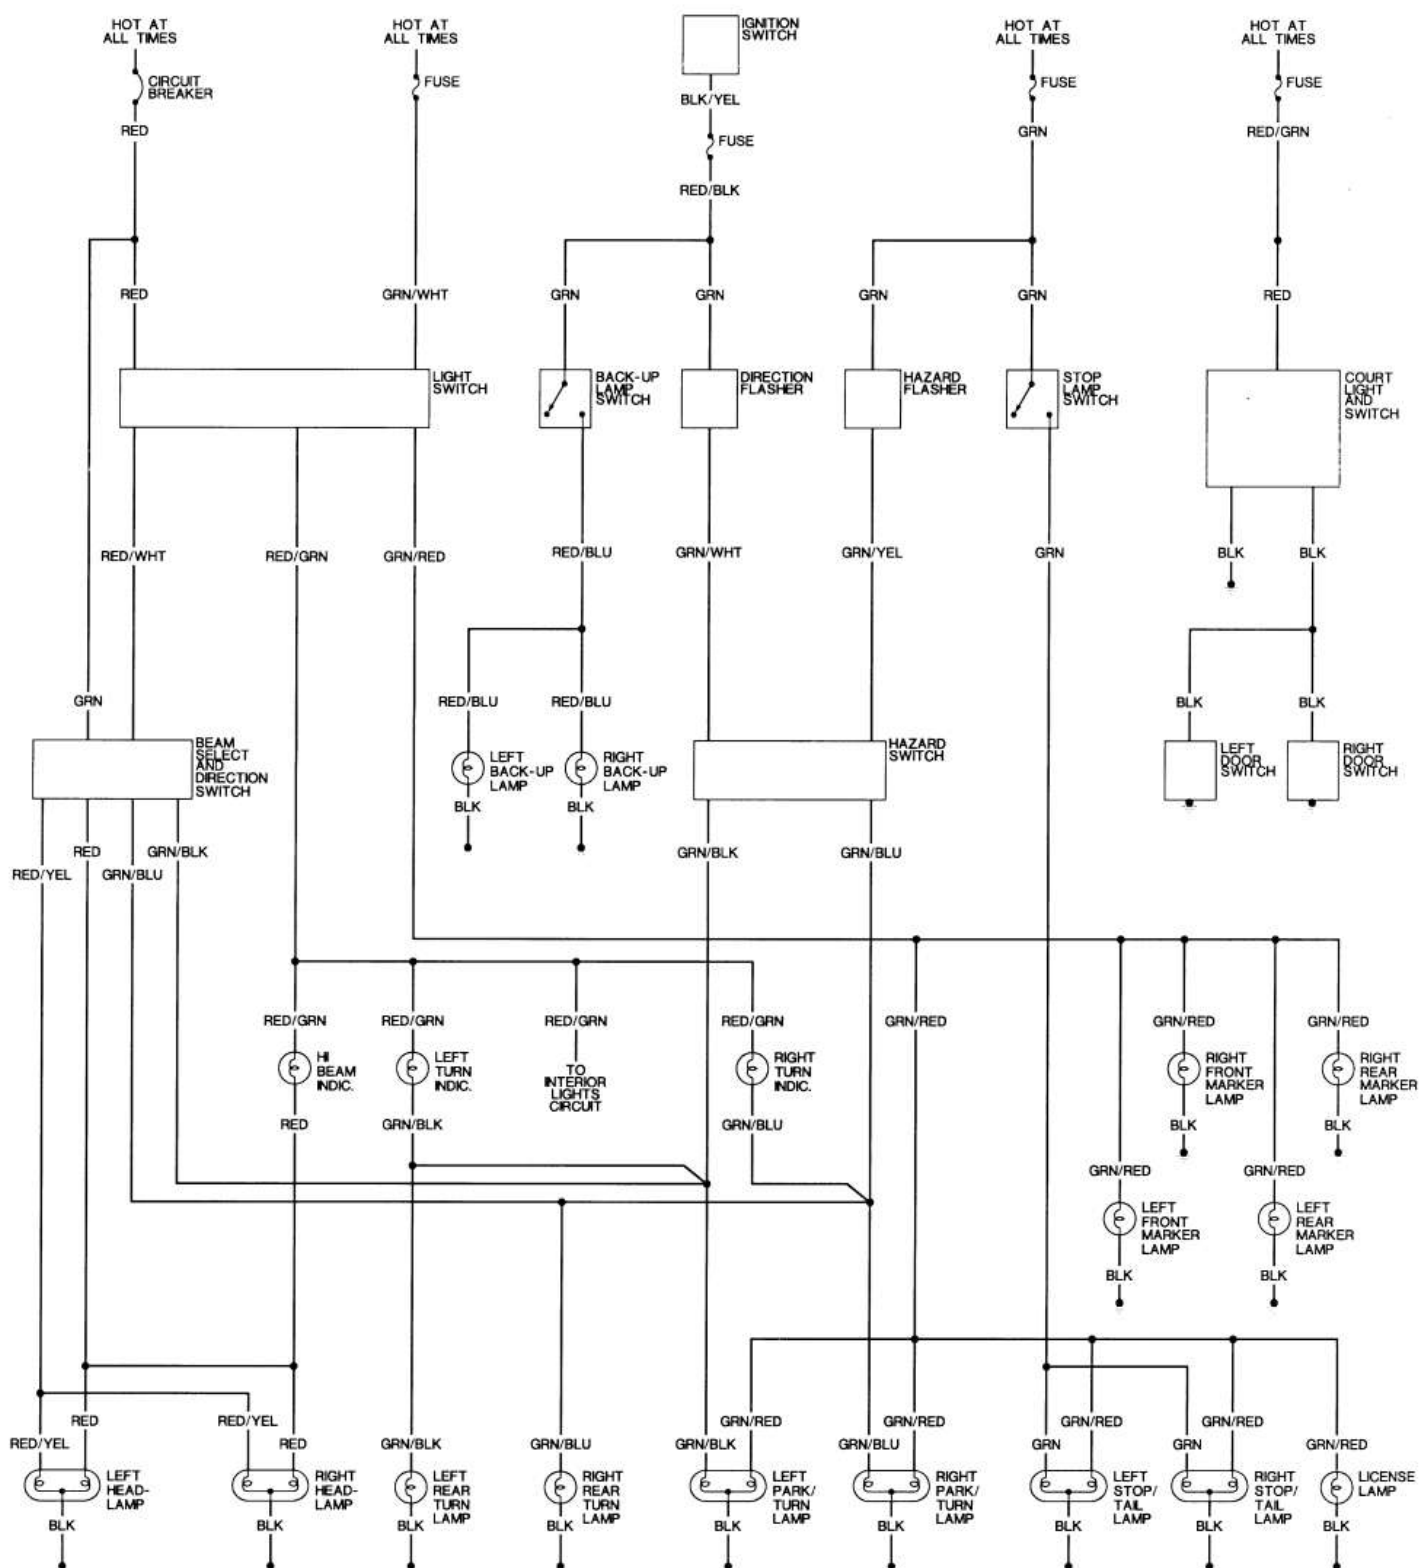 HOT AT
ALL TIMES
HOT AT
ALL TIMES
IGNITION
SWITCH
HOT AT
ALL TIMES
HOT AT
ALL TIMES
CIRCUIT
BREAKER
FUSE
BLK/YEL
FUSE
FUSE
RED
FUSE
GRN
RED/GRN
RED/BLK
RED
GRN/WHT
GRN
GRN
GRN
GRN
RED
LIGHT
SWITCH
BACK-UP
LAMP
SWITCH
DIRECTION
FLASHER
HAZARD
FLASHER
STOP
LAMP
SWITCH
COURT
LIGHT
AND
SWITCH
RED/WHT
RED/GRN
GRN/RED
RED/BLU
GRN/WHT
GRN/YEL
GRN
BLK
BLK
GRN
RED/BLU
RED/BLU
BLK
BLK
BEAM
SELECT
AND
DIRECTION
SWITCH
LEFT
BACK-UP
LAMP
RIGHT
BACK-UP
LAMP
HAZARD
SWITCH
LEFT
DOOR
SWITCH
RIGHT
DOOR
SWITCH
BLK
BLK
RED/YEL
RED
GRN/BLU
GRN/BLK
GRN/BLK
GRN/BLU
RED/GRN
RED/GRN
RED/GRN
RED/GRN
GRN/RED
GRN/RED
GRN/RED
HI
BEAM
INDIC.
LEFT
TURN
INDIC.
TO
INTERIOR
LIGHTS
CIRCUIT
RIGHT
TURN
INDIC.
RIGHT
FRONT
MARKER
LAMP
RIGHT
REAR
MARKER
LAMP
RED
GRN/BLK
GRN/BLU
BLK
BLK
GRN/RED
GRN/RED
LEFT
FRONT
MARKER
LAMP
LEFT
REAR
MARKER
LAMP
BLK
BLK
RED/YEL
RED
RED/YEL
RED
GRN/BLK
GRN/BLU
GRN/BLK
GRN/RED
GRN/BLU
GRN/RED
GRN
GRN/RED
GRN
GRN/RED
GRN/RED
LEFT
HEAD-
LAMP
RIGHT
HEAD-
LAMP
LEFT
REAR
TURN
LAMP
RIGHT
REAR
TURN
LAMP
LEFT
PARK/
TURN
LAMP
RIGHT
PARK/
TURN
LAMP
LEFT
STOP/
TAIL
LAMP
RIGHT
STOP/
TAIL
LAMP
LICENSE
LAMP
BLK
BLK
BLK
BLK
BLK
BLK
BLK
BLK
BLK